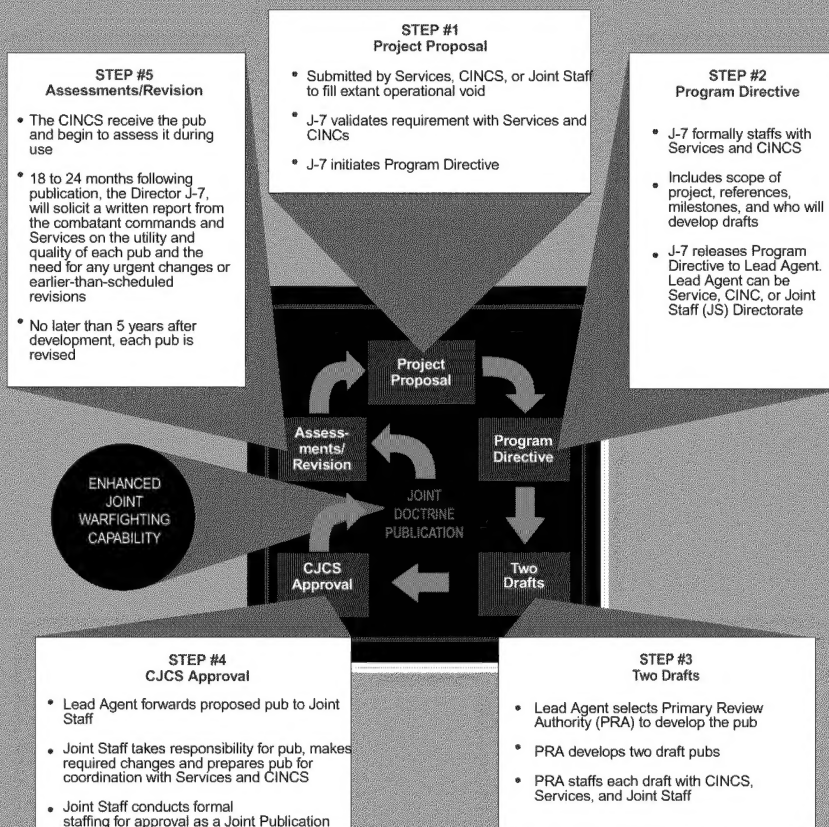 STEP #1
Project Proposal
• Submitted by Services, CINCS, or Joint Staff
to fill extant operational void
• J-7 validates requirement with Services and
CINCs
• J-7 initiates Program Directive
STEP #2
Program Directive
• J-7 formally staffs with
Services and CINCS
• Includes scope of
project, references,
milestones, and who will
develop drafts
• J-7 releases Program
Directive to Lead Agent.
Lead Agent can be
Service, CINC, or Joint
Staff (JS) Directorate
STEP #3
Two Drafts
• Lead Agent selects Primary Review
Authority (PRA) to develop the pub
• PRA develops two draft pubs
• PRA staffs each draft with CINCS,
Services, and Joint Staff
STEP #4
CJCS Approval
• Lead Agent forwards proposed pub to Joint
Staff
• Joint Staff takes responsibility for pub, makes
required changes and prepares pub for
coordination with Services and CINCS
• Joint Staff conducts formal
staffing for approval as a Joint Publication
STEP #5
Assessments/Revision
• The CINCS receive the pub
and begin to assess it during
use
• 18 to 24 months following
publication, the Director J-7,
will solicit a written report from
the combatant commands and
Services on the utility and
quality of each pub and the
need for any urgent changes or
earlier-than-scheduled
revisions
• No later than 5 years after
development, each pub is
revised
Project
Proposal
Program
Directive
Two
Drafts
CJCS
Approval
Assess-
ments/
Revision
JOINT
DOCTRINE
PUBLICATION
ENHANCED
JOINT
WARFIGHTING
CAPABILITY